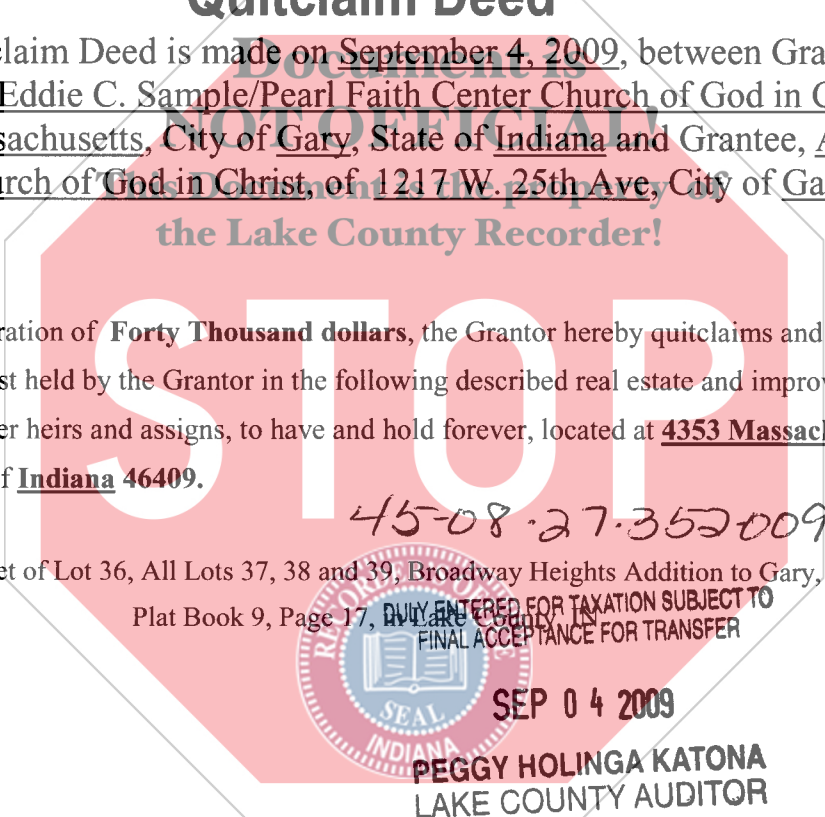 Quitclaim Deed
claim Deed is made on September 4, 2009, between Gra
Document is
Eddie C. Sample/Pearl Faith Center Church of God in C
NOT OFFICIAL!
sachusetts, City of Gary, State of Indiana and Grantee, A
This Document is the property of
rch of God in Christ, of 1217 W. 25th Ave, City of Ga
the Lake County Recorder!
STOP
ration of Forty Thousand dollars, the Grantor hereby quitclaims and
st held by the Grantor in the following described real estate and improv
er heirs and assigns, to have and hold forever, located at 4353 Massach
f Indiana 46409.
45-08-27-352-009
et of Lot 36, All Lots 37, 38 and 39, Broadway Heights Addition to Gary,
Plat Book 9, Page 17, in Lake County, IN
DULY ENTERED FOR TAXATION SUBJECT TO
FINAL ACCEPTANCE FOR TRANSFER
SEAL
INDIANA
SEP 04 2009
PEGGY HOLINGA KATONA
LAKE COUNTY AUDITOR